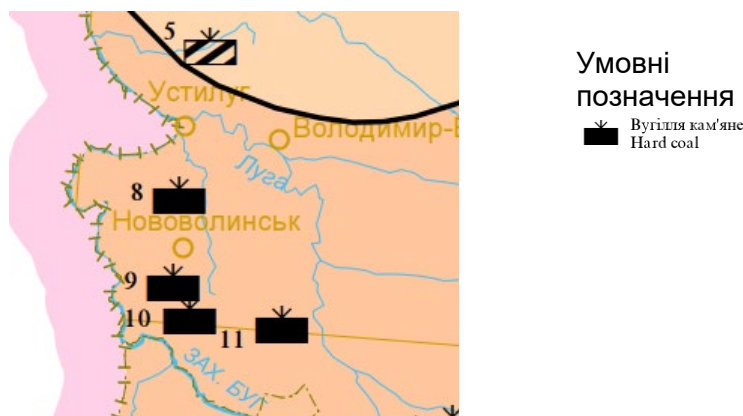 5
Устилуг
Володимир-В
Луга
8
Нововолинськ
9
10
11
ЗАХ. БУГ
Умовні
позначення
Вугілля кам'яне
Hard coal